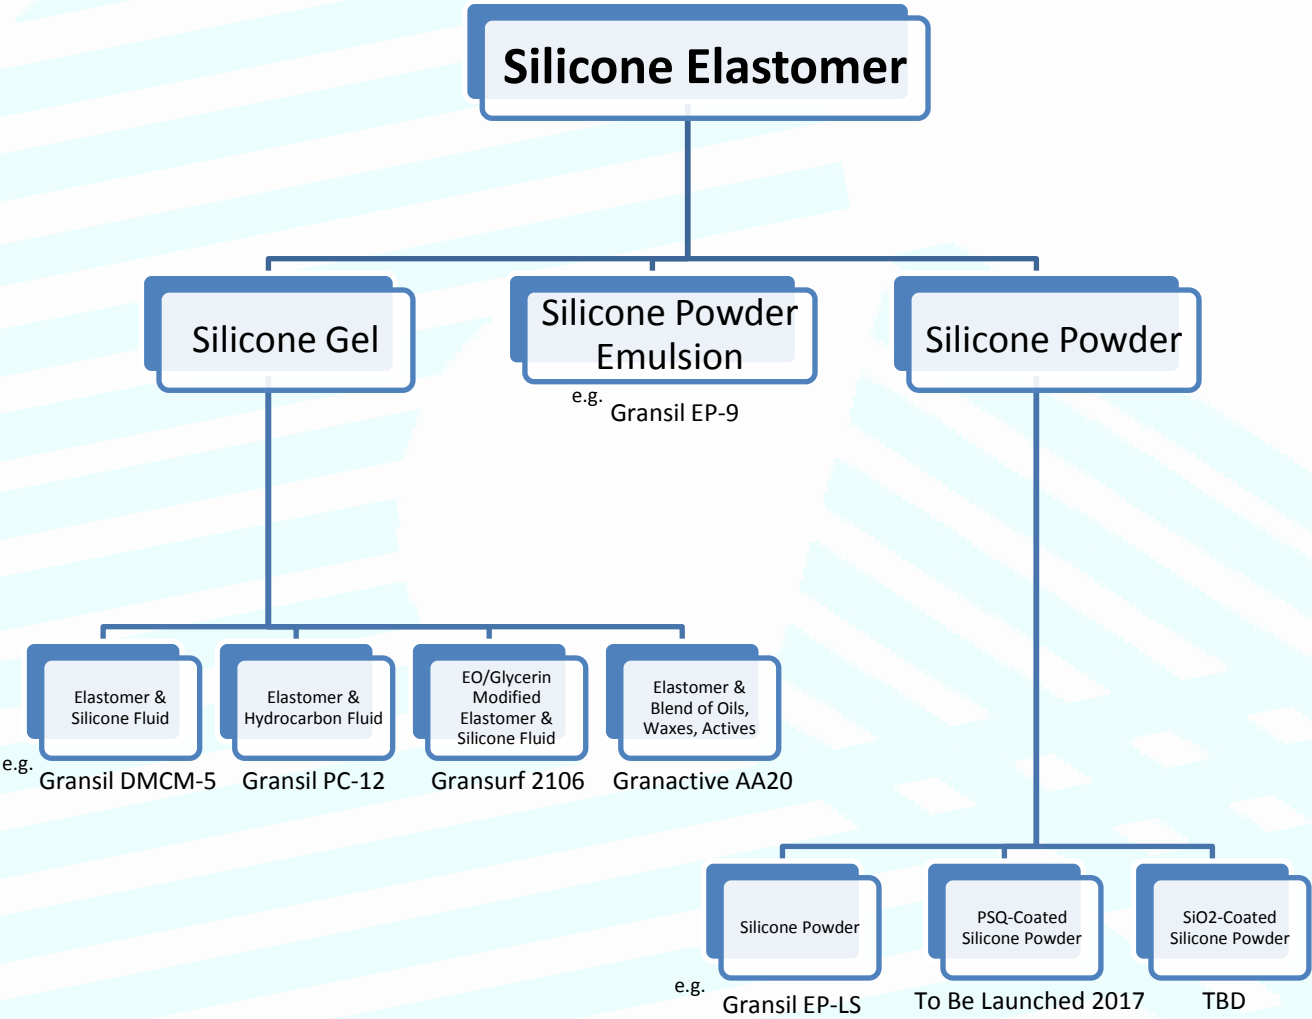 Silicone Elastomer
Silicone Gel
Silicone Powder
Emulsion
e.g.
Gransil EP-9
Silicone Powder
Elastomer &
Silicone Fluid
e.g.
Gransil DMCM-5
Elastomer &
Hydrocarbon Fluid
Gransil PC-12
EO/Glycerin
Modified
Elastomer &
Silicone Fluid
Gransurf 2106
Elastomer &
Blend of Oils,
Waxes, Actives
Granactive AA20
Silicone Powder
e.g.
Gransil EP-LS
PSQ-Coated
Silicone Powder
To Be Launched 2017
SiO2-Coated
Silicone Powder
TBD